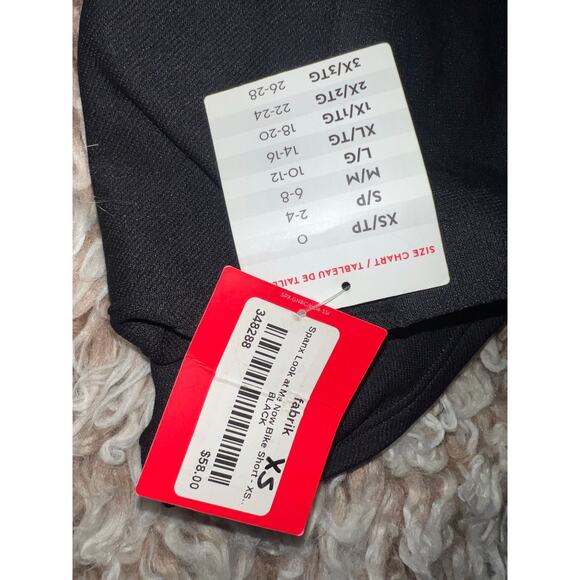 SIZE CHART / TABLEAU DE TAILL
XS/TP 0
S/P 2-4
M/M 6-8
L/G 10-12
XL/TG 14-16
1X/1TG 18-20
2X/2TG 22-24
3X/3TG 26-28
fabrik
Spanx Look at Me Now Bike Short - XS...
BLACK
XS
348288
$58.00